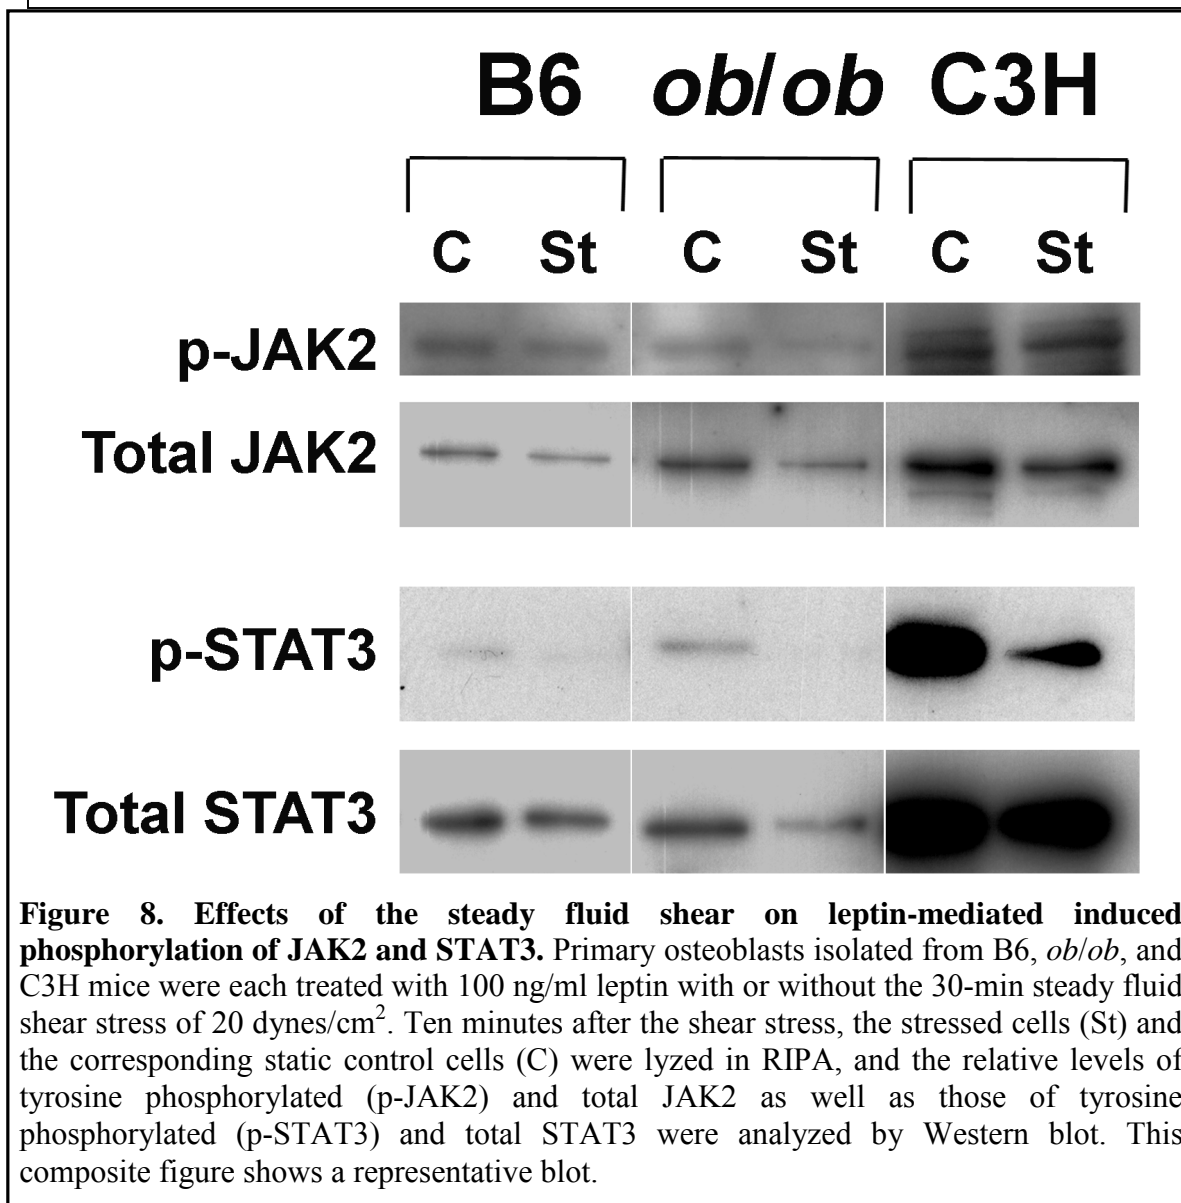 B6 ob/ob C3H
C St C St C St
p-JAK2
Total JAK2
p-STAT3
Total STAT3
Figure 8. Effects of the steady fluid shear on leptin-mediated induced
phosphorylation of JAK2 and STAT3. Primary osteoblasts isolated from B6, ob/ob, and
C3H mice were each treated with 100 ng/ml leptin with or without the 30-min steady fluid
shear stress of 20 dynes/cm². Ten minutes after the shear stress, the stressed cells (St) and
the corresponding static control cells (C) were lyzed in RIPA, and the relative levels of
tyrosine phosphorylated (p-JAK2) and total JAK2 as well as those of tyrosine
phosphorylated (p-STAT3) and total STAT3 were analyzed by Western blot. This
composite figure shows a representative blot.